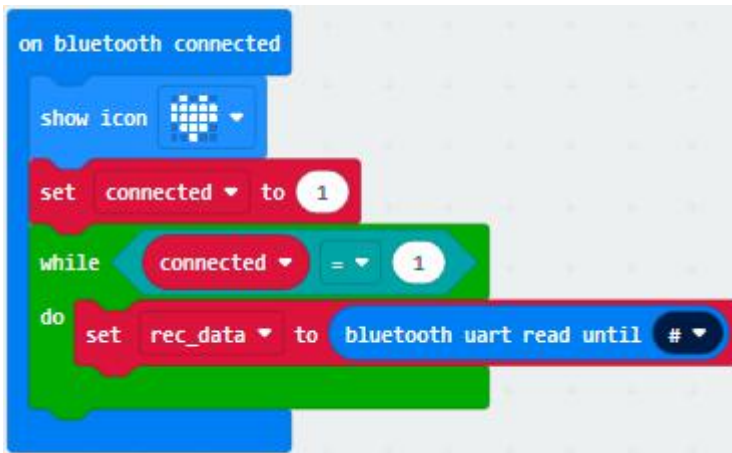 on bluetooth connected
show icon
set connected to 1
while connected = 1
do
set rec_data to bluetooth uart read until #